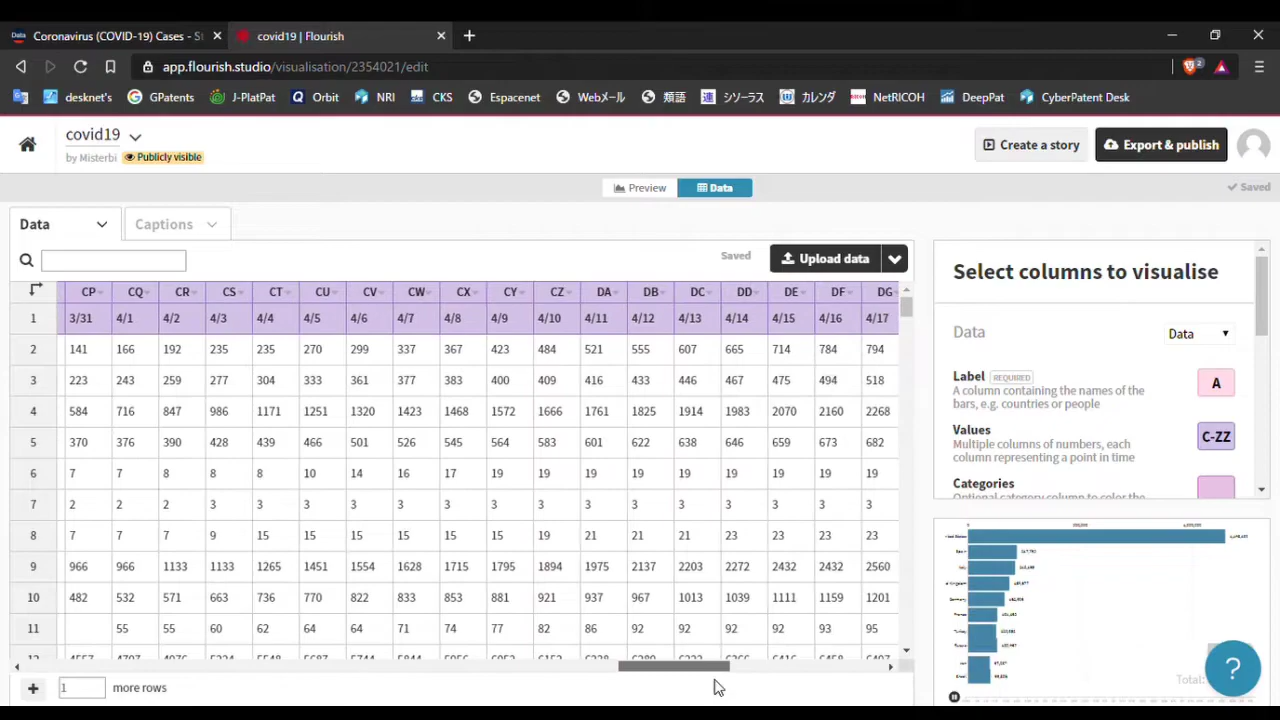 Coronavirus (COVID-19) Cases - St
covid19 | Flourish
app.flourish.studio/visualisation/2354021/edit
2
desknet's GPatents J-PlatPat Orbit NRI CKS Espacenet Webメール 類語 シソーラス カレンダ NetRICOH DeepPat CyberPatent Desk
covid19
by Misterbi Publicly visible
Create a story
Export & publish
Preview Data
Saved
Data
Captions
Saved
Upload data
CP CQ CR CS CT CU CV CW CX CY CZ DA DB DC DD DE DF DG
1 3/31 4/1 4/2 4/3 4/4 4/5 4/6 4/7 4/8 4/9 4/10 4/11 4/12 4/13 4/14 4/15 4/16 4/17
2 141 166 192 235 235 270 299 337 367 423 484 521 555 607 665 714 784 794
3 223 243 259 277 304 333 361 377 383 400 409 416 433 446 467 475 494 518
4 584 716 847 986 1171 1251 1320 1423 1468 1572 1666 1761 1825 1914 1983 2070 2160 2268
5 370 376 390 428 439 466 501 526 545 564 583 601 622 638 646 659 673 682
6 7 7 8 8 8 10 14 16 17 19 19 19 19 19 19 19 19 19
7 2 2 2 3 3 3 3 3 3 3 3 3 3 3 3 3 3 3
8 7 7 7 9 15 15 15 15 15 15 19 21 21 21 23 23 23 23
9 966 966 1133 1133 1265 1451 1554 1628 1715 1795 1894 1975 2137 2203 2272 2432 2432 2560
10 482 532 571 663 736 770 822 833 853 881 921 937 967 1013 1039 1111 1159 1201
11 55 55 60 62 64 64 71 74 77 82 86 92 92 92 92 93 95
1 more rows
Select columns to visualise
Data
Data
Label REQUIRED
A column containing the names of the
bars, e.g. countries or people
A
Values
Multiple columns of numbers, each
column representing a point in time
C-ZZ
Categories
Optional category column to color the
Italy
Germany
France
Turkey
Total:
?